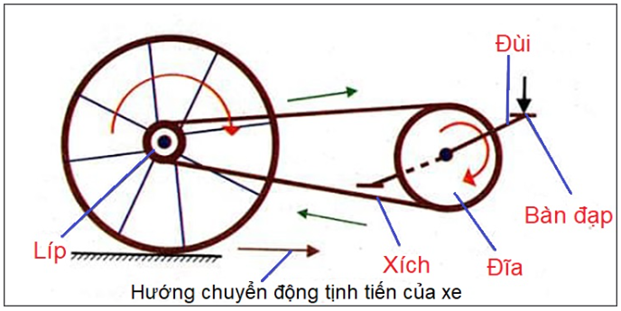 Đùi
Bàn đạp
Líp
Xích
Đĩa
Hướng chuyển động tịnh tiến của xe